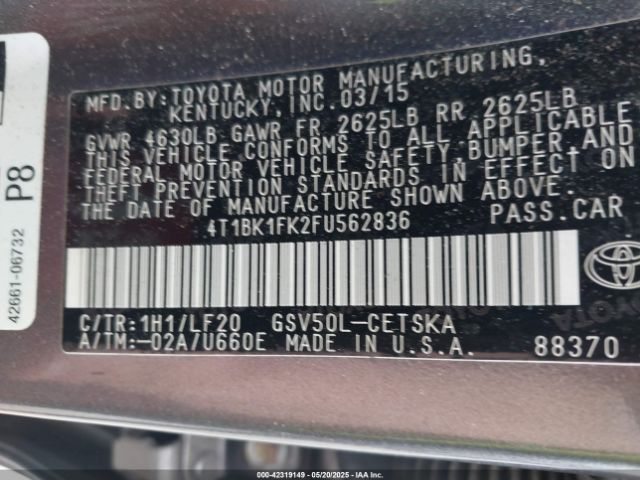 MFD. BY: TOYOTA MOTOR MANUFACTURING,
KENTUCKY, INC. 03/15
GVWR 4630LB GAWR FR 2625LB RR 2625LB
THIS VEHICLE CONFORMS TO ALL APPLICABLE
FEDERAL MOTOR VEHICLE SAFETY, BUMPER, AND
THEFT PREVENTION STANDARDS IN EFFECT ON
THE DATE OF MANUFACTURE SHOWN ABOVE.
4T1BK1FK2FU562836 PASS. CAR
C/TR: 1H1/LF20 GSV50L-CETSKA
A/TM: -02A/U660E MADE IN U.S.A. 88370
TOYOTA
P8
42661-06732
00-42319149 | 05/20/2025 | IAA Inc.